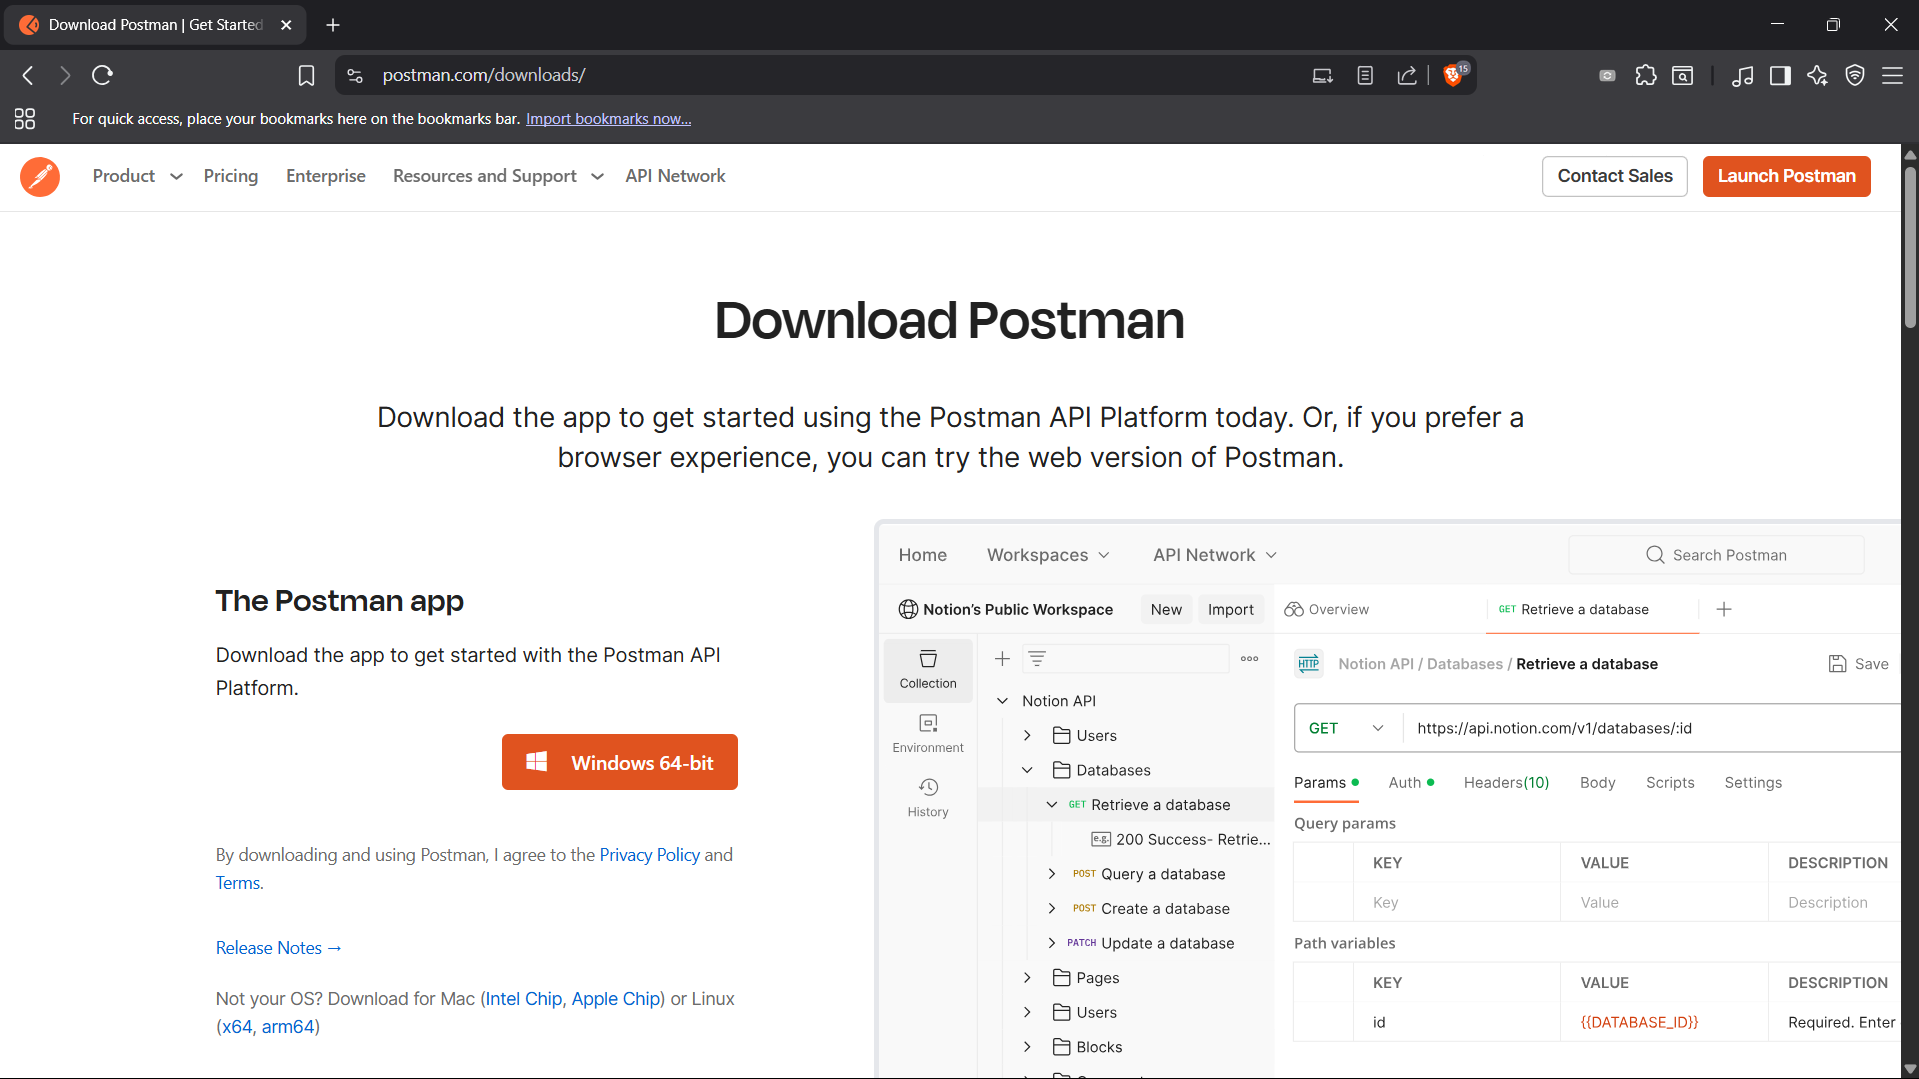 Download Postman | Get Started
postman.com/downloads/
15
For quick access, place your bookmarks here on the bookmarks bar. Import bookmarks now...
Product Pricing Enterprise Resources and Support API Network
Contact Sales Launch Postman
Download Postman
Download the app to get started using the Postman API Platform today. Or, if you prefer a
browser experience, you can try the web version of Postman.
The Postman app
Download the app to get started with the Postman API
Platform.
Windows 64-bit
By downloading and using Postman, I agree to the Privacy Policy and
Terms.
Release Notes →
Not your OS? Download for Mac (Intel Chip, Apple Chip) or Linux
(x64, arm64)
Home Workspaces API Network
Search Postman
Notion's Public Workspace New Import
Overview
GET Retrieve a database
Collection
Environment
History
Notion API
Users
Databases
GET Retrieve a database
e.g. 200 Success- Retrie...
POST Query a database
POST Create a database
PATCH Update a database
Pages
Users
Blocks
HTTP Notion API / Databases / Retrieve a database
Save
GET https://api.notion.com/v1/databases/:id
Params Auth Headers(10) Body Scripts Settings
Query params
KEY VALUE DESCRIPTION
Key Value Description
Path variables
KEY VALUE DESCRIPTION
id {{DATABASE_ID}} Required. Enter